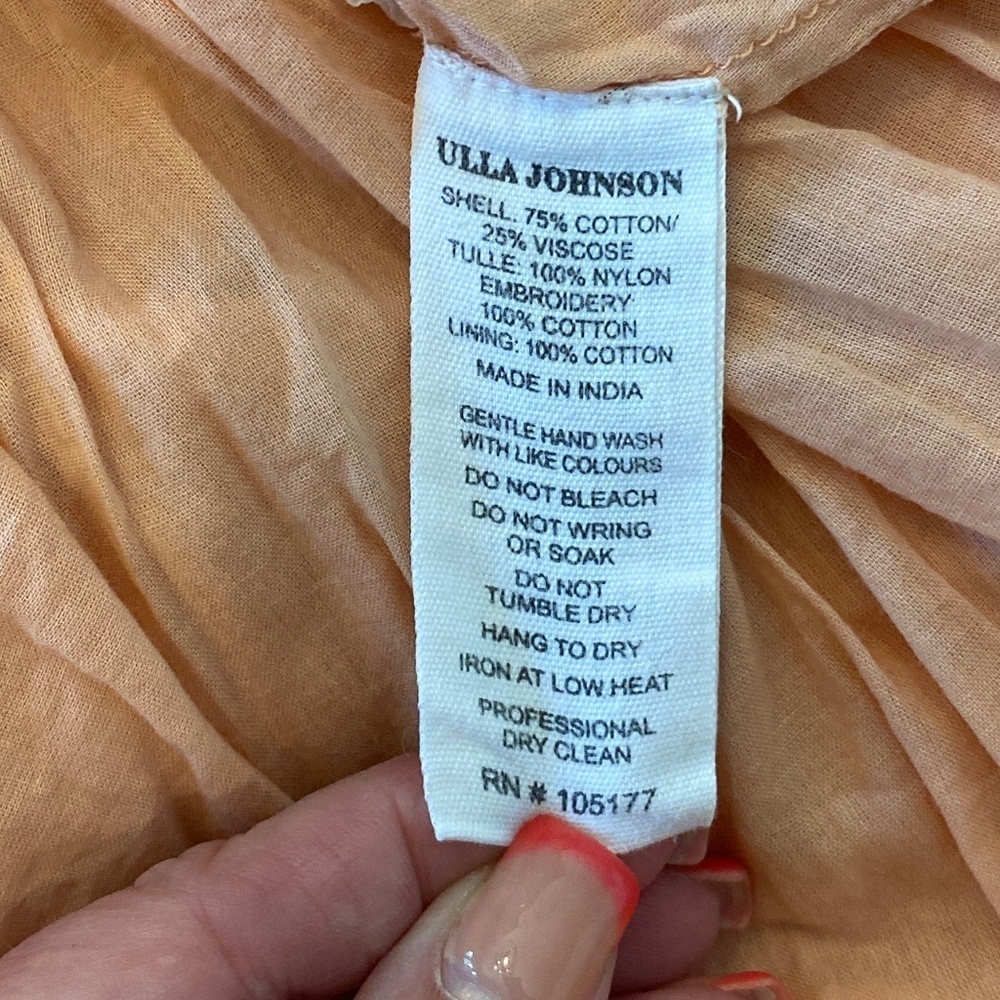 ULLA JOHNSON
SHELL. 75% COTTON/
25% VISCOSE
TULLE: 100% NYLON
EMBROIDERY
100% COTTON
LINING: 100% COTTON
MADE IN INDIA
GENTLE HAND WASH
WITH LIKE COLOURS
DO NOT BLEACH
DO NOT WRING
OR SOAK
DO NOT
TUMBLE DRY
HANG TO DRY
IRON AT LOW HEAT
PROFESSIONAL
DRY CLEAN
RN # 105177